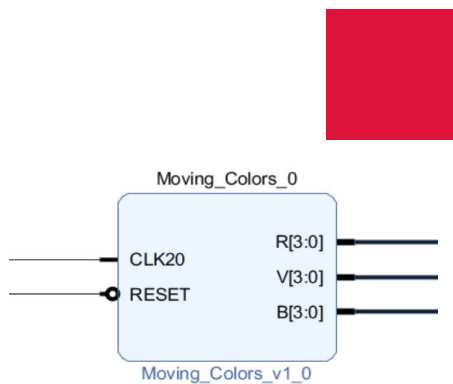 Moving_Colors_0
CLK20
RESET
R[3:0]
V[3:0]
B[3:0]
Moving_Colors_v1_0